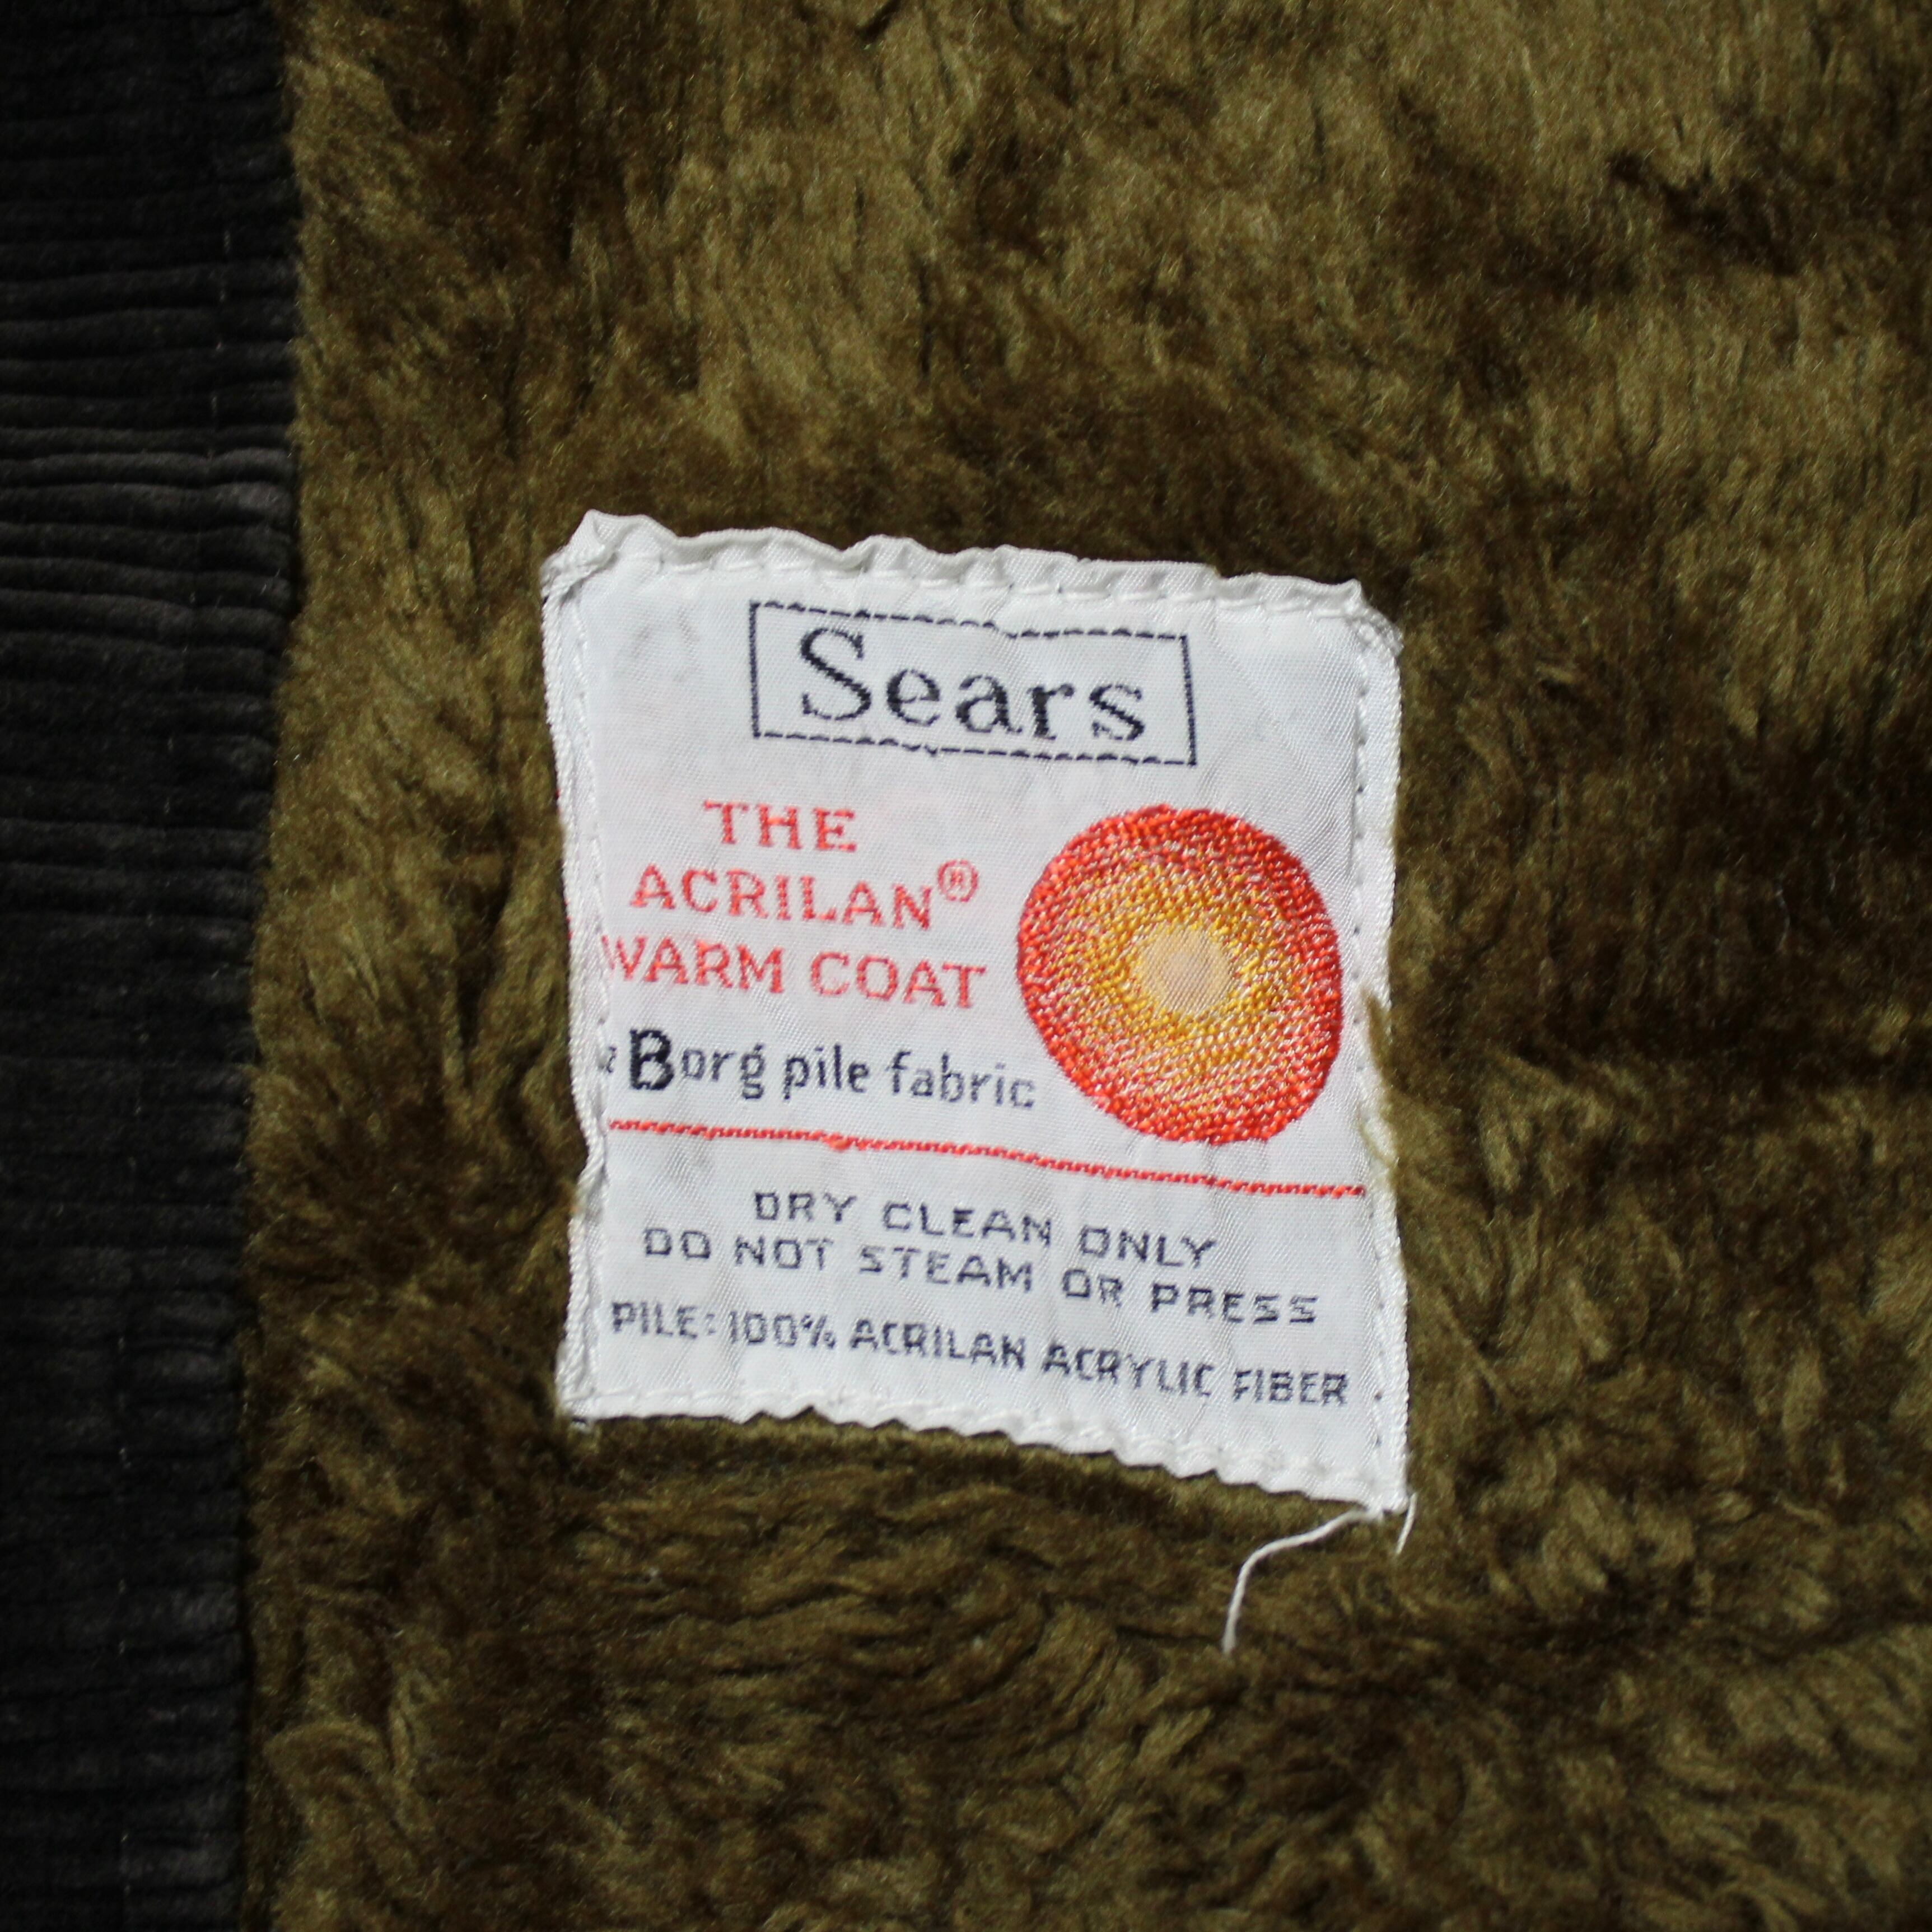 Sears
THE
ACRILAN®
WARM COAT
Borg pile fabric
DRY CLEAN ONLY
DO NOT STEAM OR PRESS
PILE: 100% ACRILAN ACRYLIC FIBER